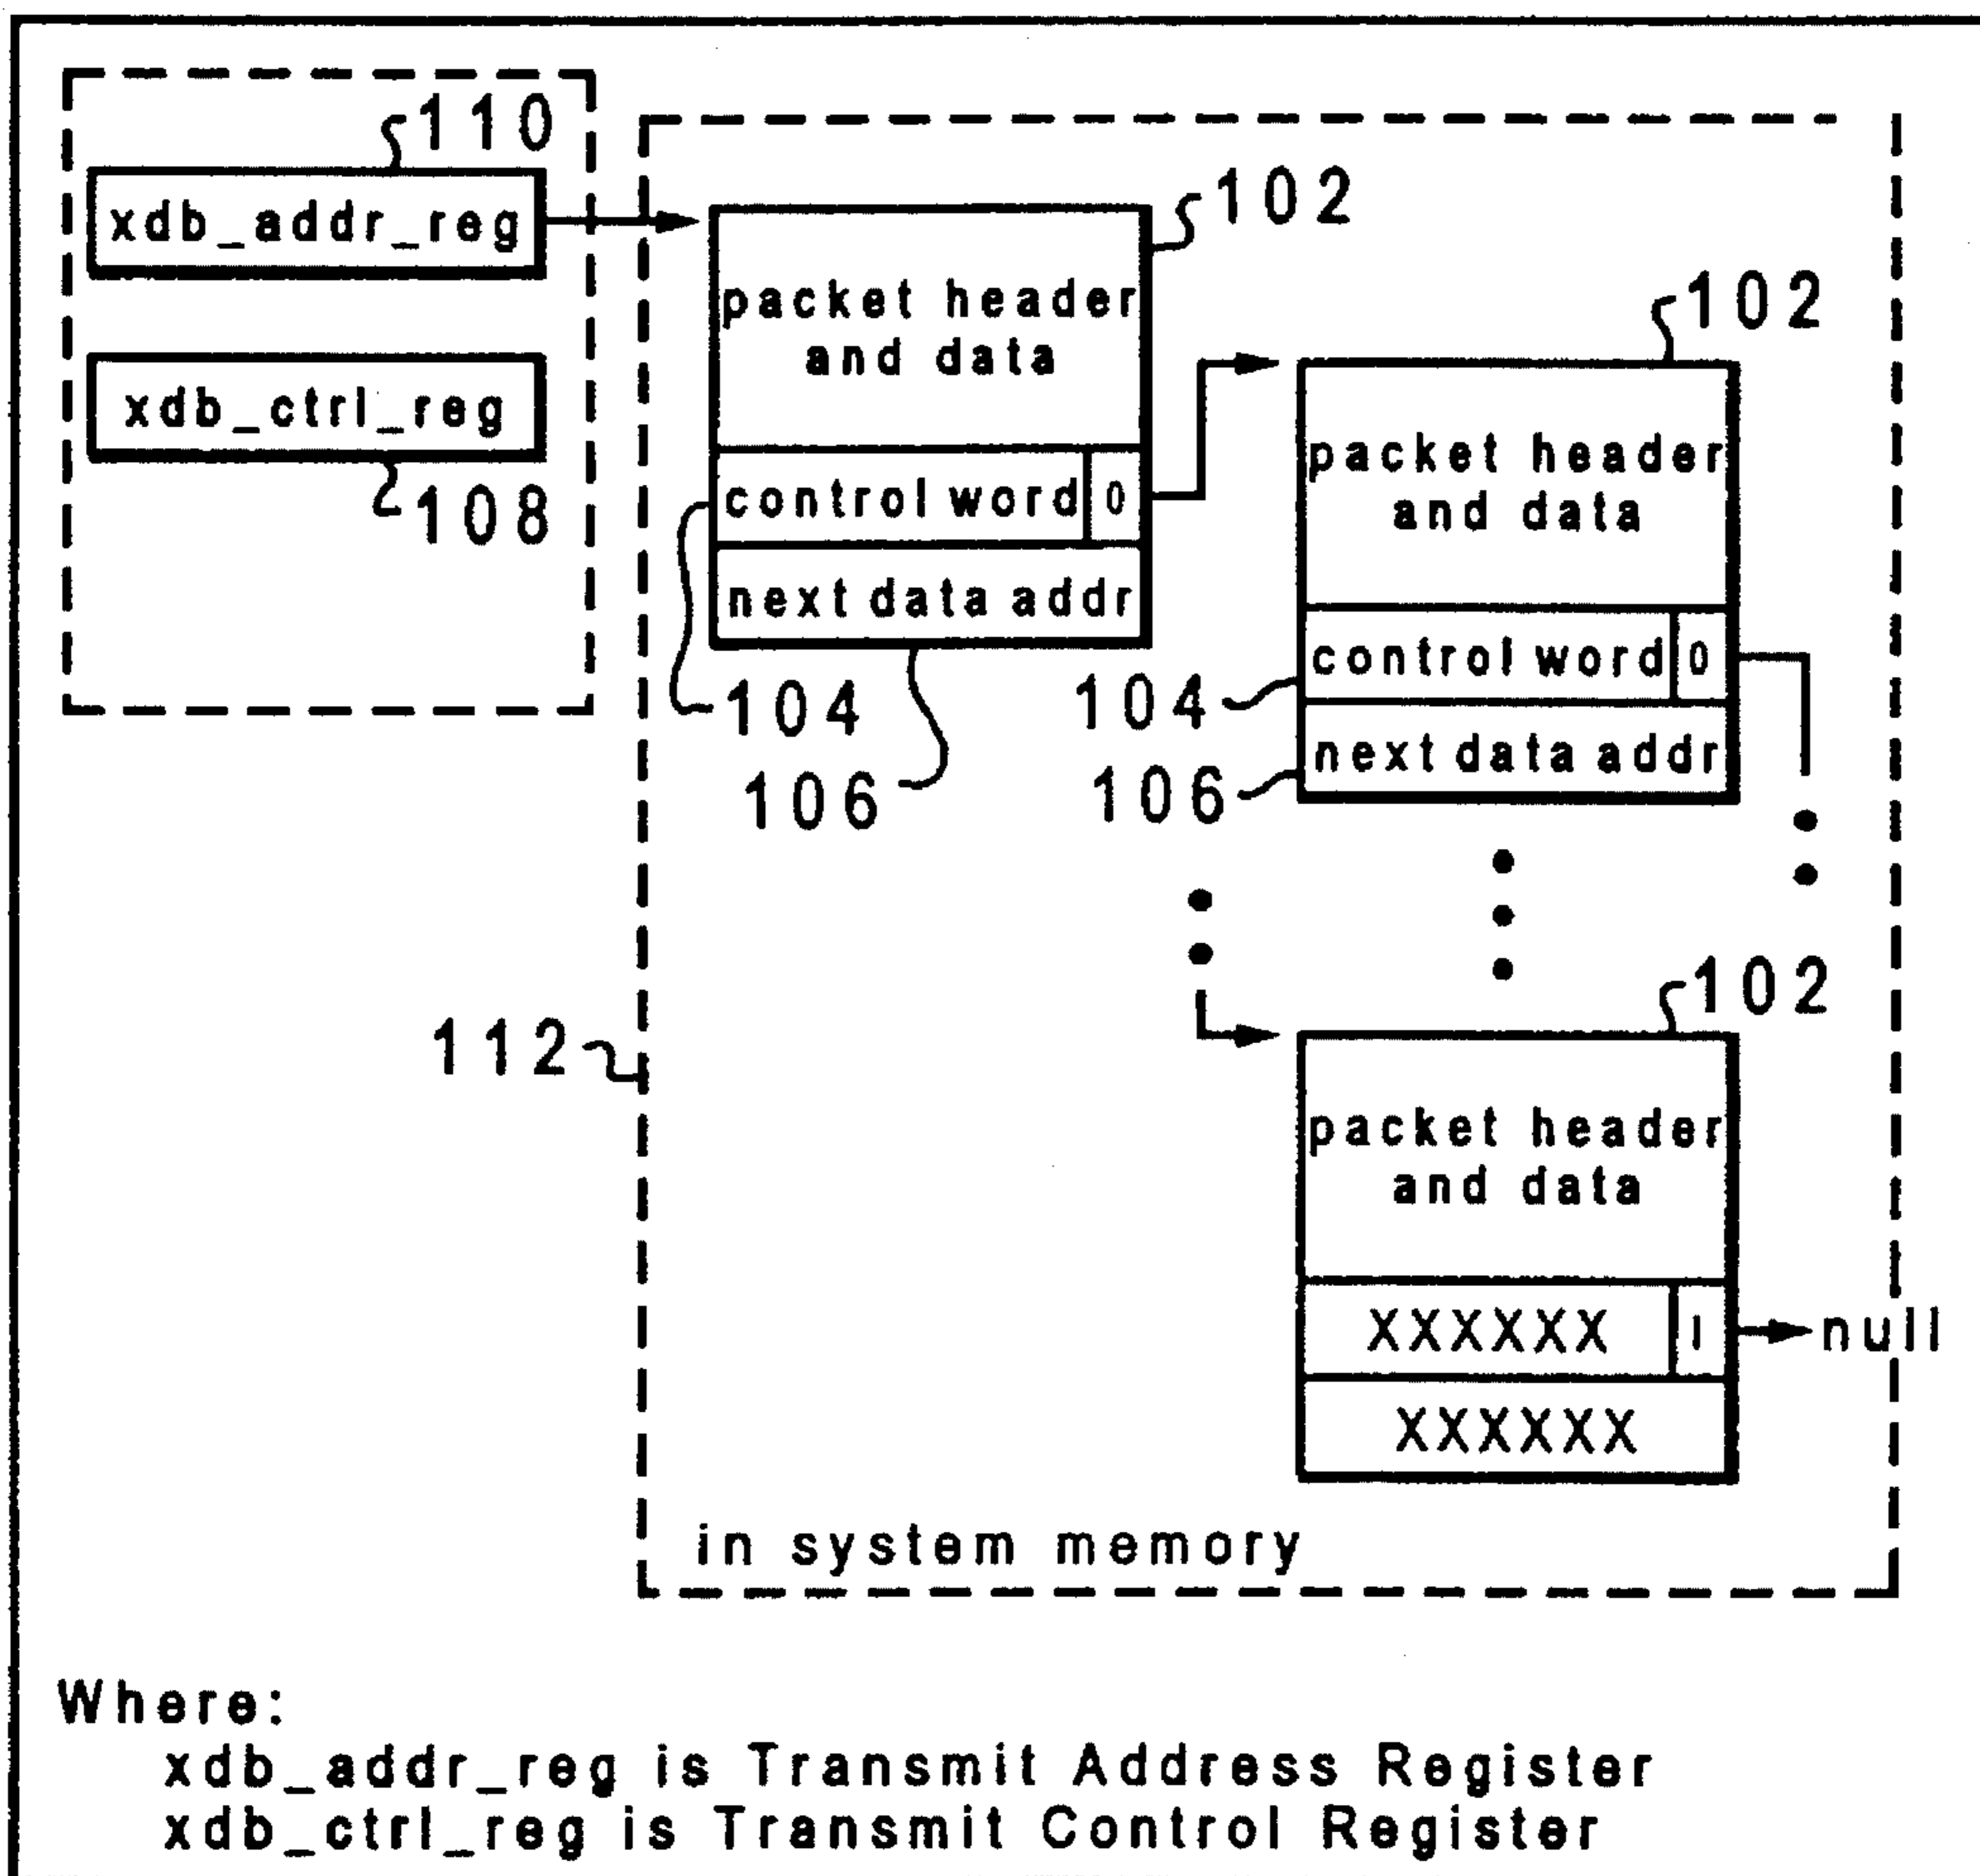 110
xdb_addr_reg
xdb_ctrl_reg
108
102
packet header
and data
control word 0
next data addr
104
106
102
packet header
and data
control word 0
next data addr
104
106
112
102
packet header
and data
XXXXXX 1
null
XXXXXX
in system memory
Where:
xdb_addr_reg is Transmit Address Register
xdb_ctrl_reg is Transmit Control Register